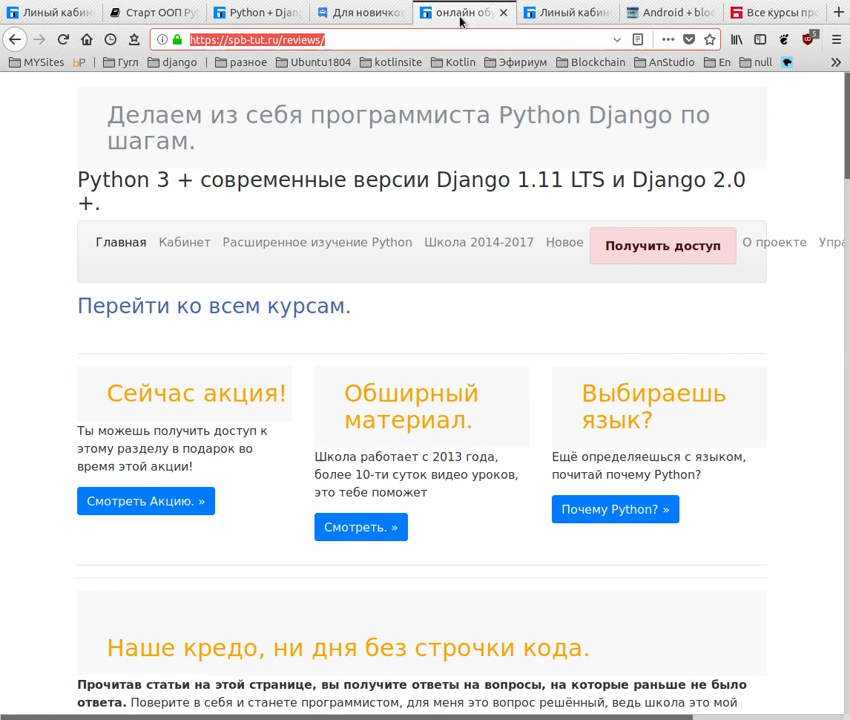 Линый кабин
Старт ООП Py
Python + Djan
Для новичков
онлайн обу
Линый кабин
Android + bloc
Все курсы пр
https://spb-tut.ru/reviews/
5
MYSites
bP
Гугл
django
разное
Ubuntu1804
kotlinsite
Kotlin
Эфириум
Blockchain
AnStudio
En
null
Делаем из себя программиста Python Django по
шагам.
Python 3 + современные версии Django 1.11 LTS и Django 2.0
+.
Главная Кабинет Расширенное изучение Python Школа 2014-2017 Новое Получить доступ О проекте Упра
Перейти ко всем курсам.
Сейчас акция!
Ты можешь получить доступ к
этому разделу в подарок во
время этой акции!
Смотреть Акцию. »
Обширный
материал.
Школа работает с 2013 года,
более 10-ти суток видео уроков,
это тебе поможет
Смотреть. »
Выбираешь
язык?
Ещё определяешься с языком,
почитай почему Python?
Почему Python? »
Наше кредо, ни дня без строчки кода.
Прочитав статьи на этой странице, вы получите ответы на вопросы, на которые раньше не было
ответа. Поверите в себя и станете программистом, для меня это вопрос решённый, ведь школа это мой